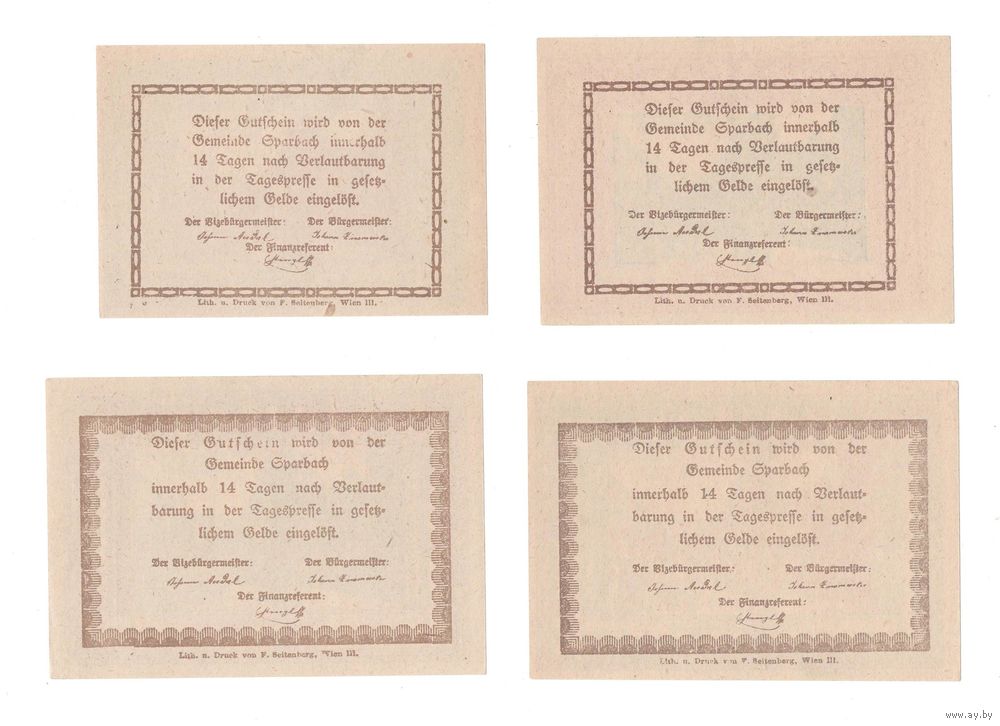 Dieser Gutschein wird von der
Gemeinde Sparbach innerhalb
14 Tagen nach Verlautbarung
in der Tagespresse in gesetz-
lichem Gelde eingelöst.
Der Vizebürgermeister: Der Bürgermeister:
Der Finanzreferent:
Lith. u. Druck von F. Seitenberg, Wien III.
Dieser Gutschein wird von der
Gemeinde Sparbach innerhalb
14 Tagen nach Verlautbarung
in der Tagespresse in gesetz-
lichem Gelde eingelöst.
Der Vizebürgermeister: Der Bürgermeister:
Der Finanzreferent:
Lith. u. Druck von F. Seitenberg, Wien III.
Dieser Gutschein wird von der
Gemeinde Sparbach
innerhalb 14 Tagen nach Verlaut-
barung in der Tagespresse in gesetz-
lichem Gelde eingelöst.
Der Vizebürgermeister: Der Bürgermeister:
Der Finanzreferent:
Lith. u. Druck von F. Seitenberg, Wien III.
Dieser Gutschein wird von der
Gemeinde Sparbach
innerhalb 14 Tagen nach Verlaut-
barung in der Tagespresse in gesetz-
lichem Gelde eingelöst.
Der Vizebürgermeister: Der Bürgermeister:
Der Finanzreferent:
Lith. u. Druck von F. Seitenberg, Wien III.
www.ay.by